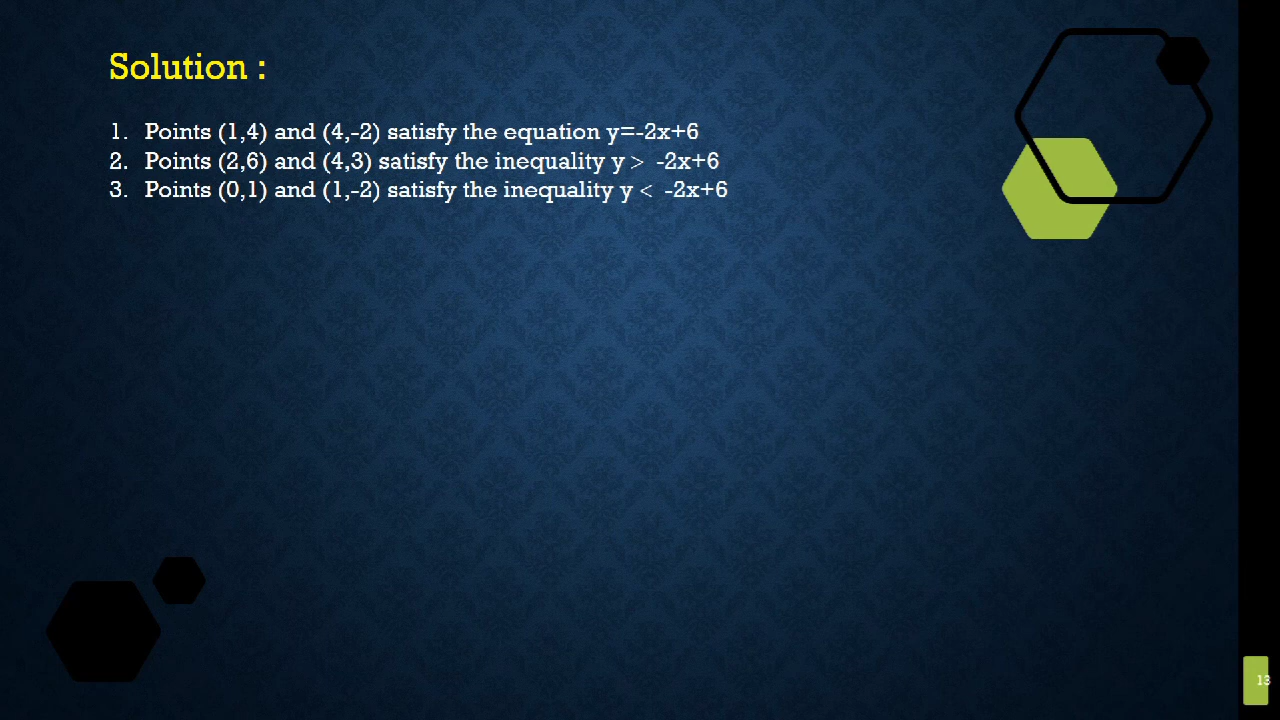 Solution :
1. Points (1,4) and (4,-2) satisfy the equation y=-2x+6
2. Points (2,6) and (4,3) satisfy the inequality y > -2x+6
3. Points (0,1) and (1,-2) satisfy the inequality y < -2x+6
13